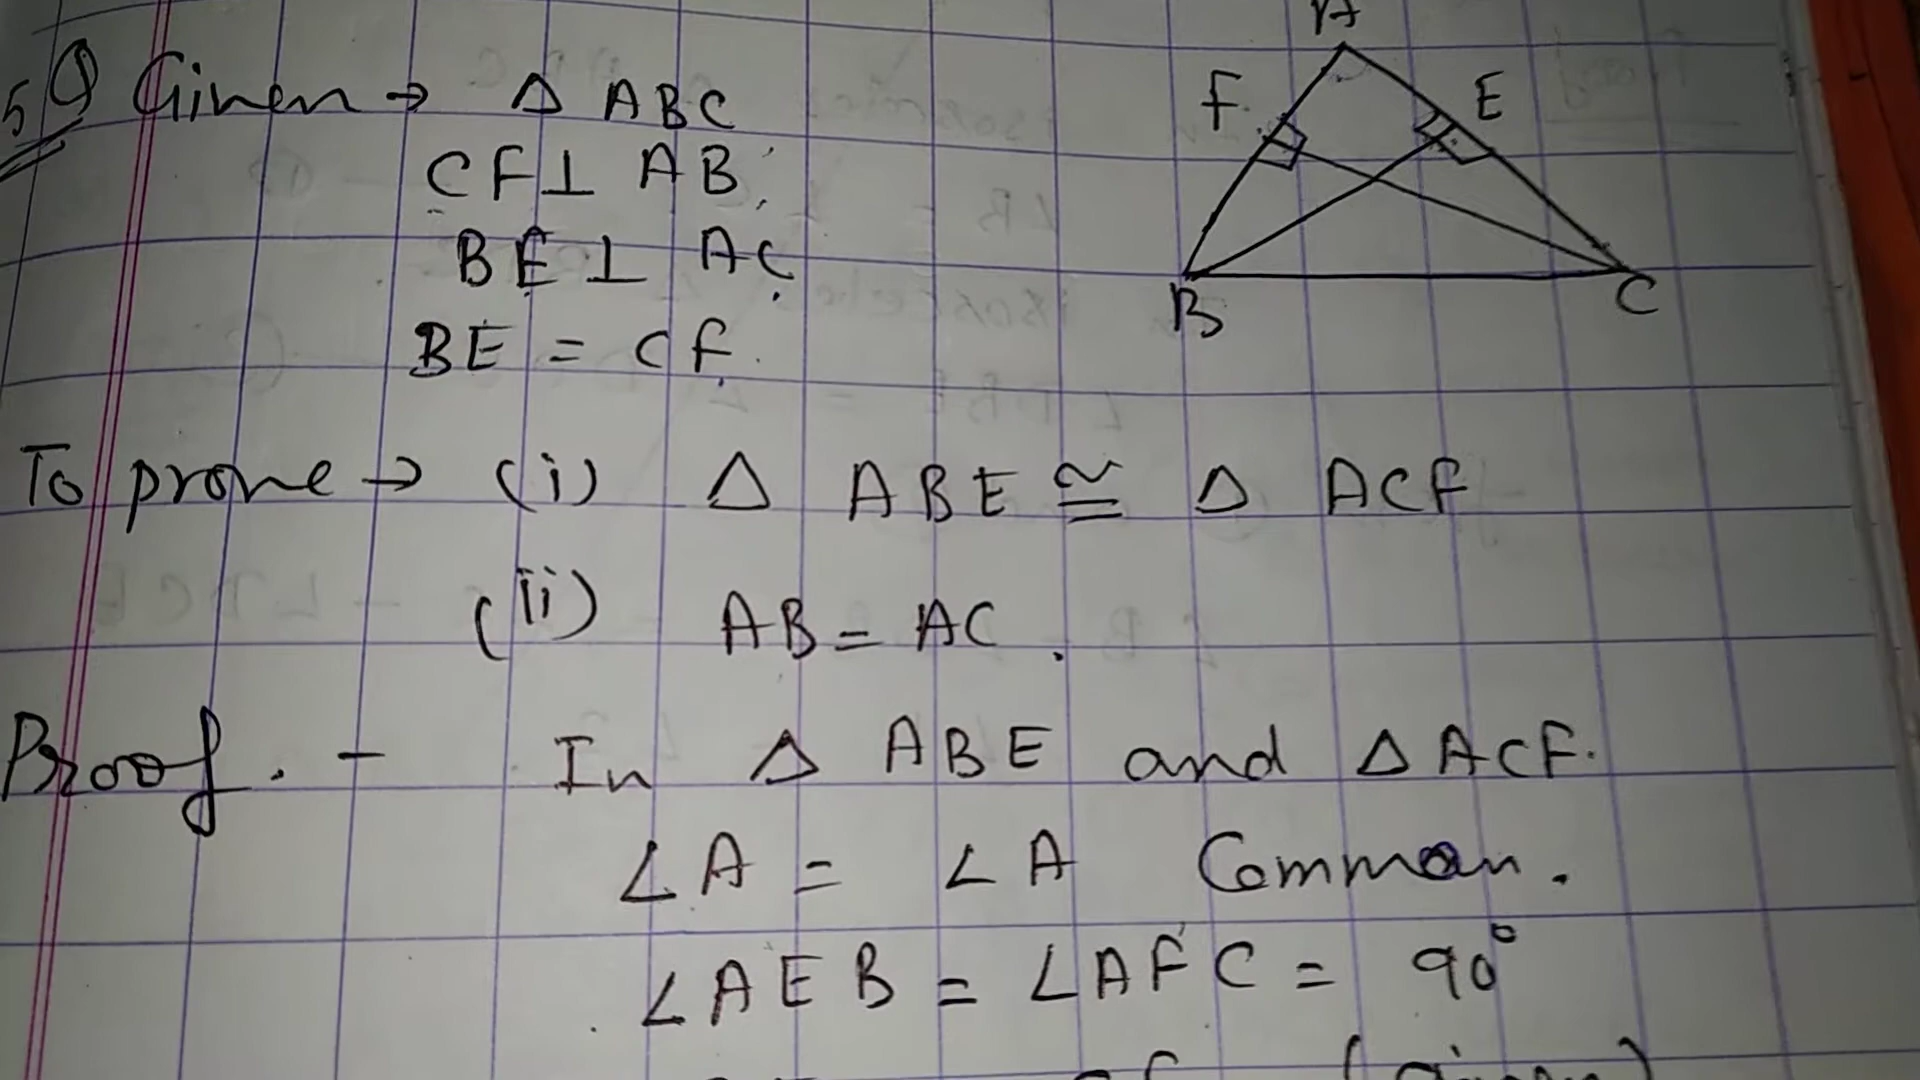 5Q Given → Δ ABC
CF⊥ AB,
BE ⊥ AC
BE = CF.
A
F
E
B
C
To prove → (i) Δ ABE ≅ Δ ACF
(ii) AB = AC.
Proof. - In Δ ABE and Δ ACF.
∠A = ∠A Common.
∠AEB = ∠AFC = 90°
(Given)